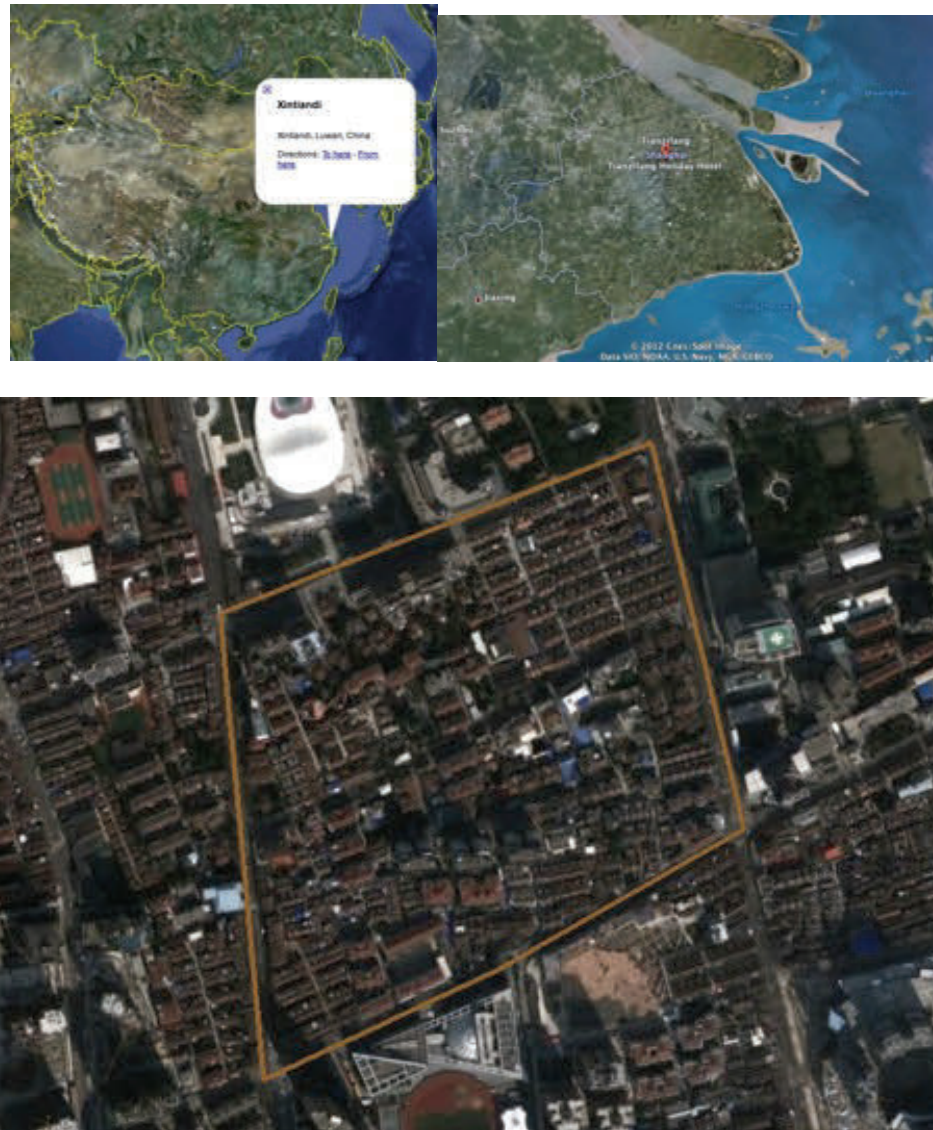 Xintiandi
Xintiandi, Luwan, China
Directions: To here - From
here
Shanghai
Tianzifang
Shanghai
Tianzifang Holiday Hotel
Jiaxing
© 2012 Cnes/Spot Image
Data SIO, NOAA, U.S. Navy, NGA, GEBCO